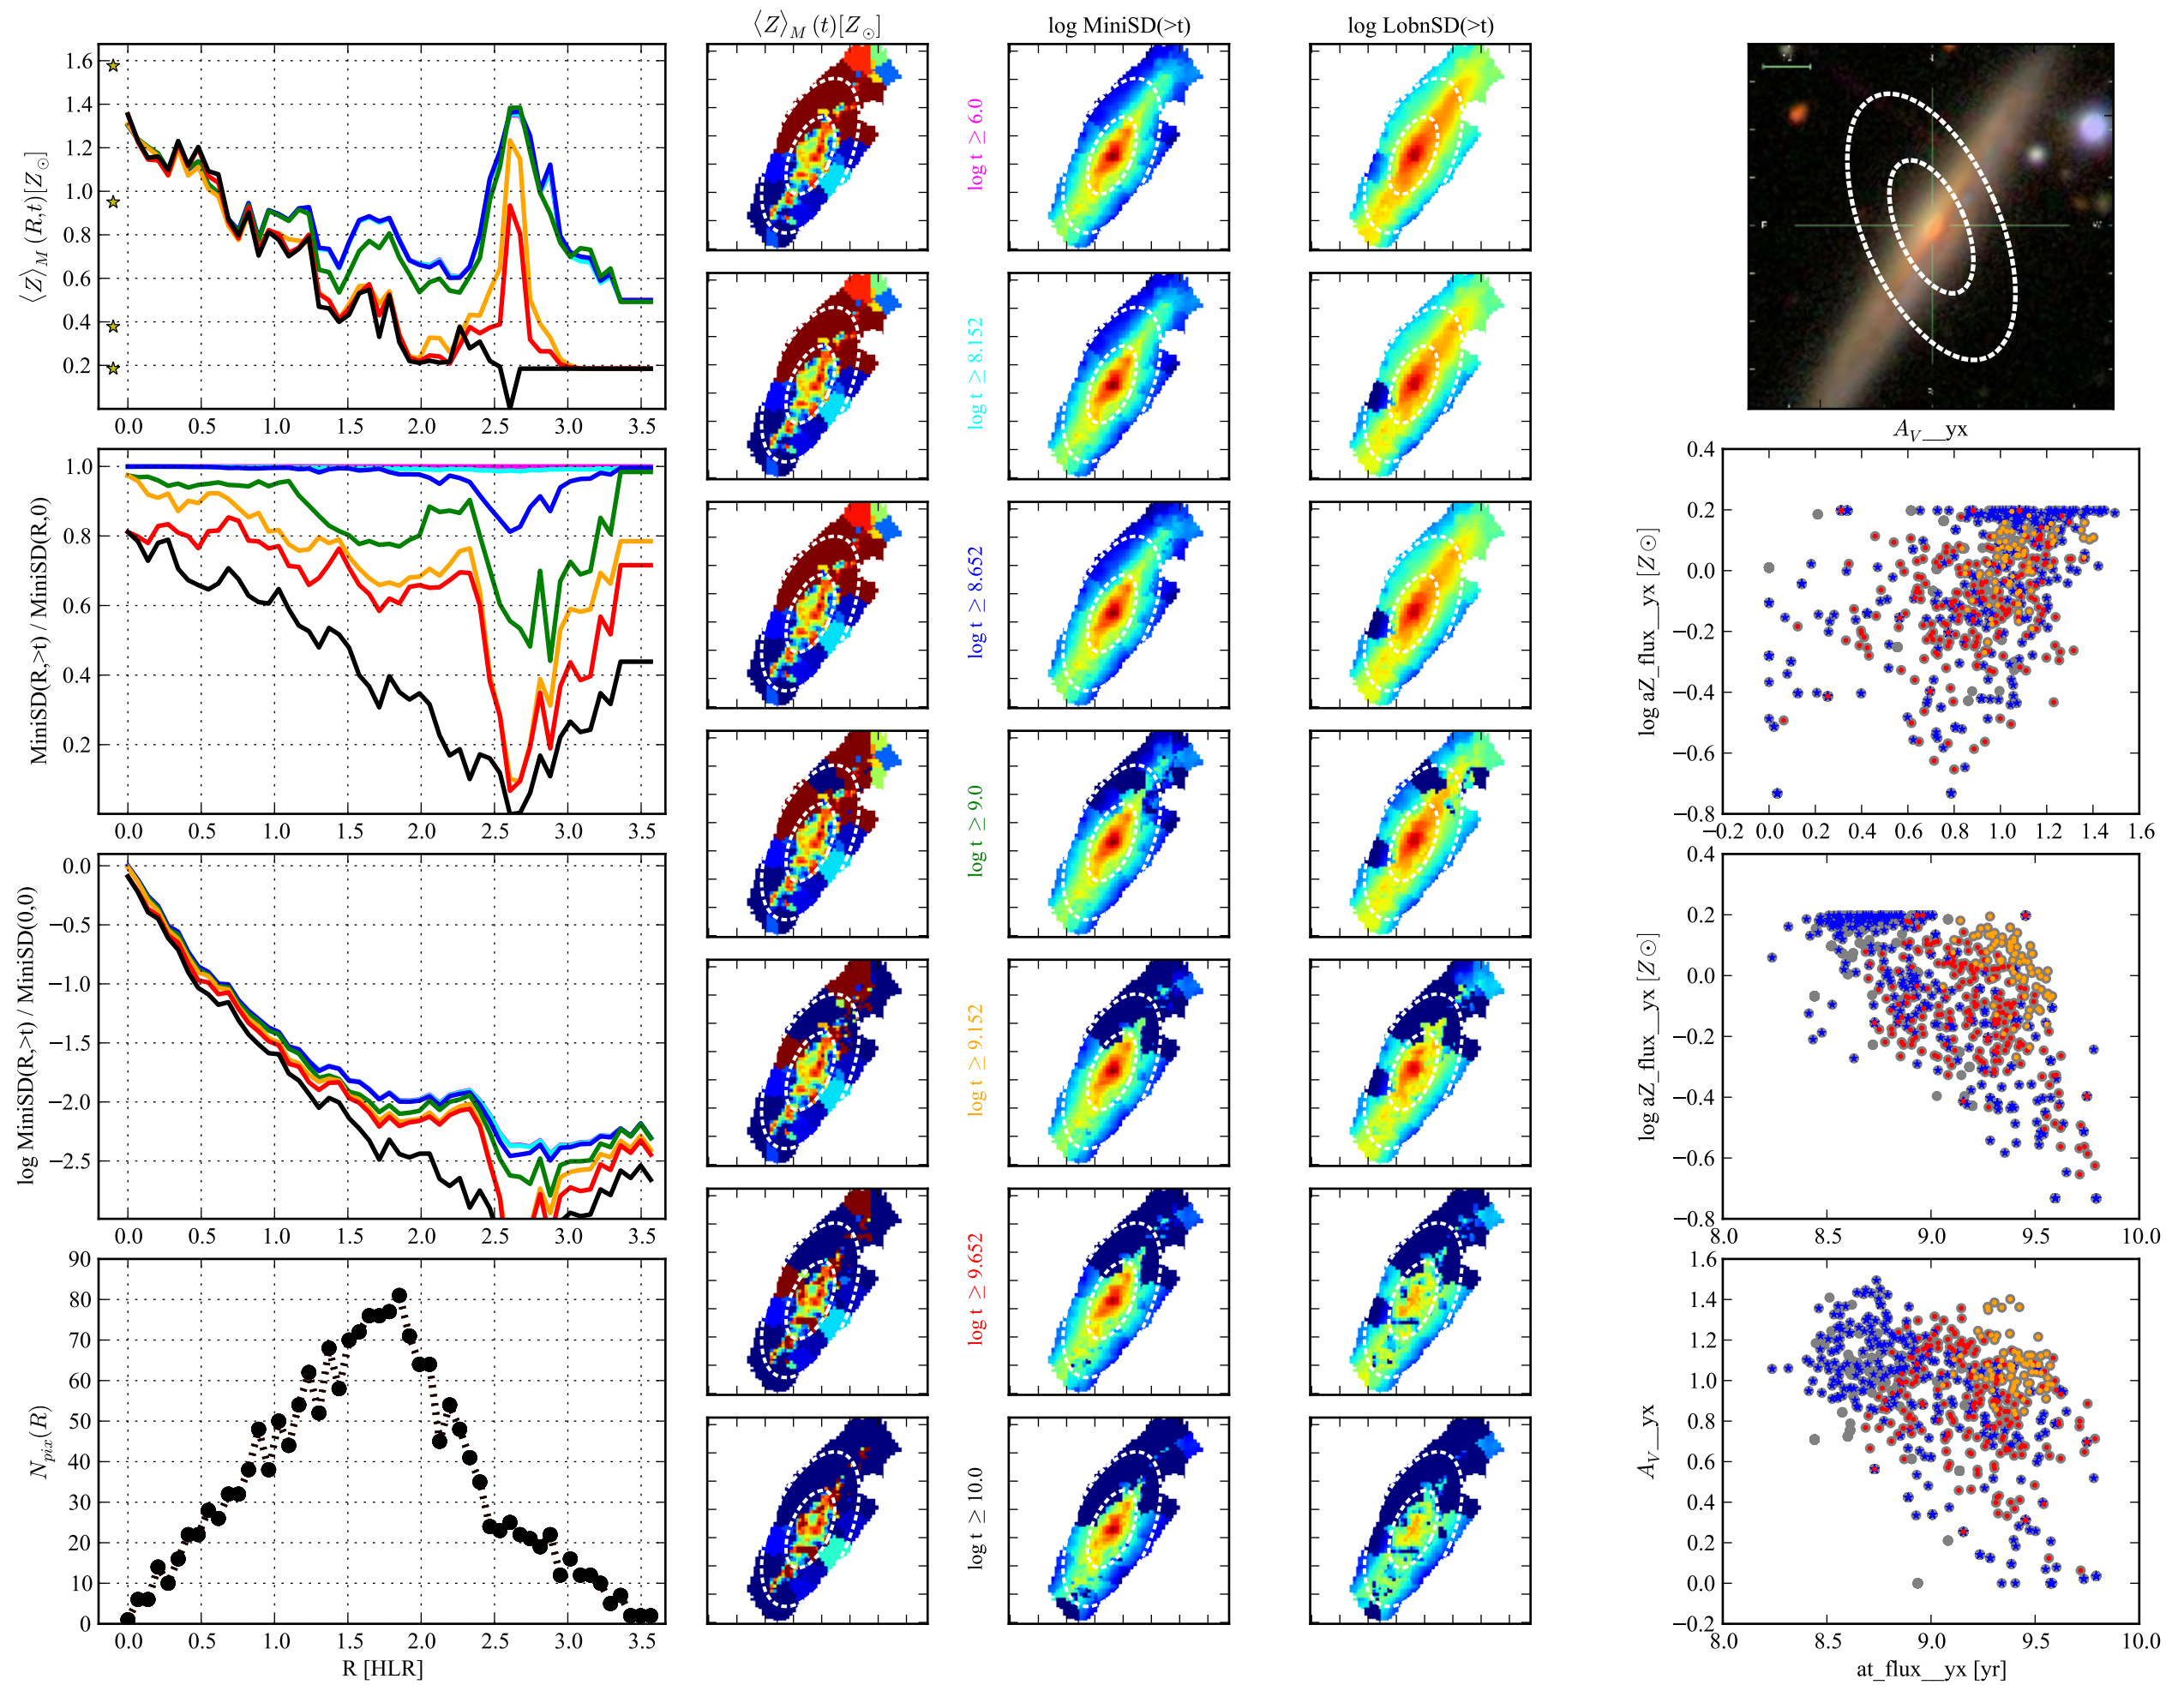 ⟨Z⟩_M (t)[Z_⊙]
log MiniSD(>t)
log LobnSD(>t)
⟨Z⟩_M (R,t)[Z_⊙]
1.6
1.4
1.2
1.0
0.8
0.6
0.4
0.2
0.0 0.5 1.0 1.5 2.0 2.5 3.0 3.5
MiniSD(R,>t) / MiniSD(R,0)
1.0
0.8
0.6
0.4
0.2
0.0 0.5 1.0 1.5 2.0 2.5 3.0 3.5
log MiniSD(R,>t) / MiniSD(0,0)
0.0
−0.5
−1.0
−1.5
−2.0
−2.5
0.0 0.5 1.0 1.5 2.0 2.5 3.0 3.5
N_pix(R)
90
80
70
60
50
40
30
20
10
0
0.0 0.5 1.0 1.5 2.0 2.5 3.0 3.5
R [HLR]
log t ≥ 6.0
log t ≥ 8.152
log t ≥ 8.652
log t ≥ 9.0
log t ≥ 9.152
log t ≥ 9.652
log t ≥ 10.0
A_V__yx
log aZ_flux__yx [Z⊙]
0.4
0.2
0.0
−0.2
−0.4
−0.6
−0.8
−0.2 0.0 0.2 0.4 0.6 0.8 1.0 1.2 1.4 1.6
log aZ_flux__yx [Z⊙]
0.4
0.2
0.0
−0.2
−0.4
−0.6
−0.8
8.0 8.5 9.0 9.5 10.0
A_V__yx
1.6
1.4
1.2
1.0
0.8
0.6
0.4
0.2
0.0
−0.2
8.0 8.5 9.0 9.5 10.0
at_flux__yx [yr]